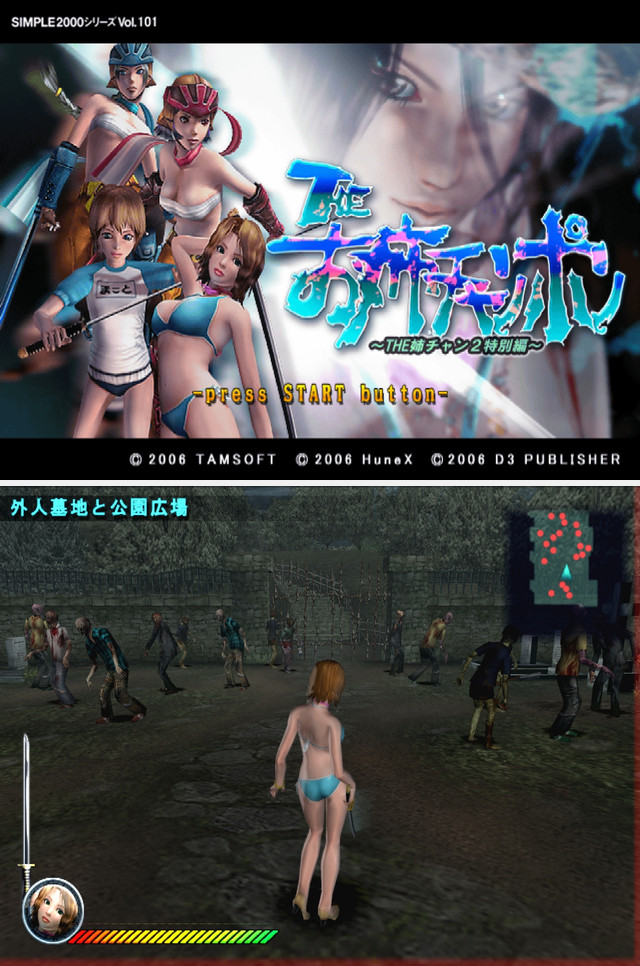 SIMPLE2000シリーズ Vol.101
THE
お姉チャンポン
～THE姉チャン2特別編～
-press START button-
© 2006 TAMSOFT © 2006 HuneX © 2006 D3 PUBLISHER
外人墓地と公園広場